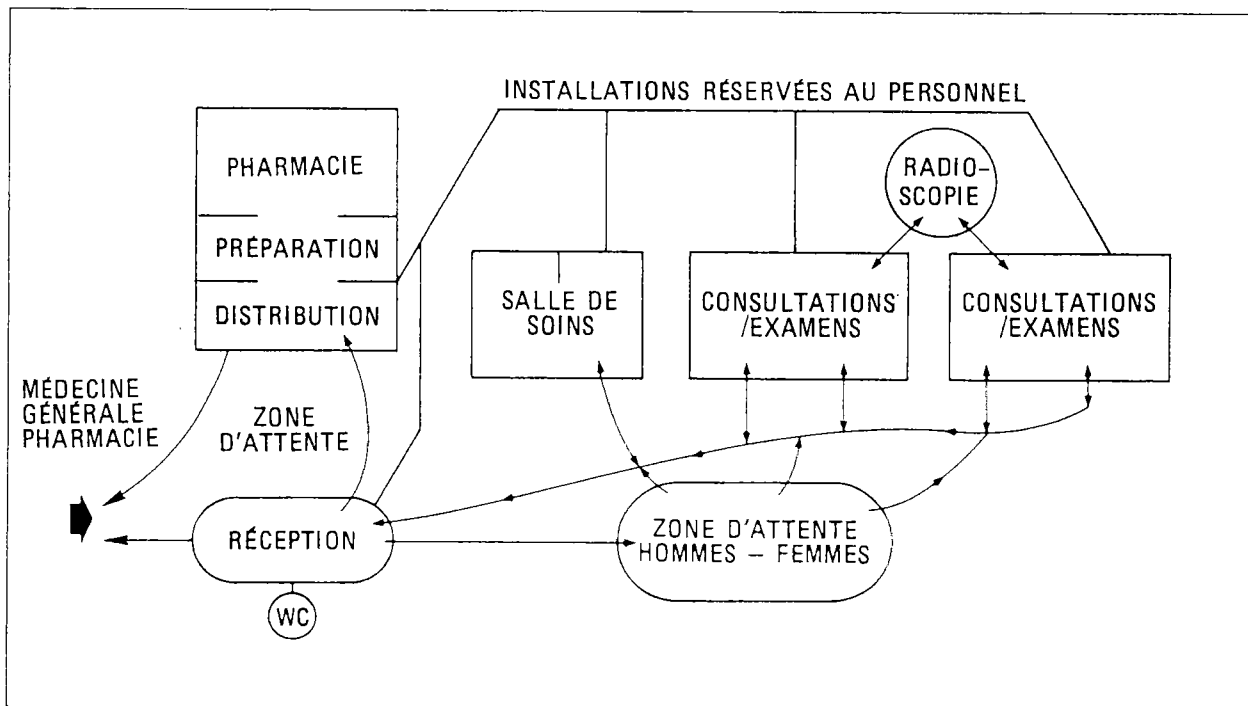 INSTALLATIONS RÉSERVÉES AU PERSONNEL
PHARMACIE
PRÉPARATION
DISTRIBUTION
RADIO-
SCOPIE
SALLE DE
SOINS
CONSULTATIONS
/EXAMENS
CONSULTATIONS
/EXAMENS
MÉDECINE
GÉNÉRALE
PHARMACIE
ZONE
D'ATTENTE
RÉCEPTION
ZONE D'ATTENTE
HOMMES – FEMMES
WC